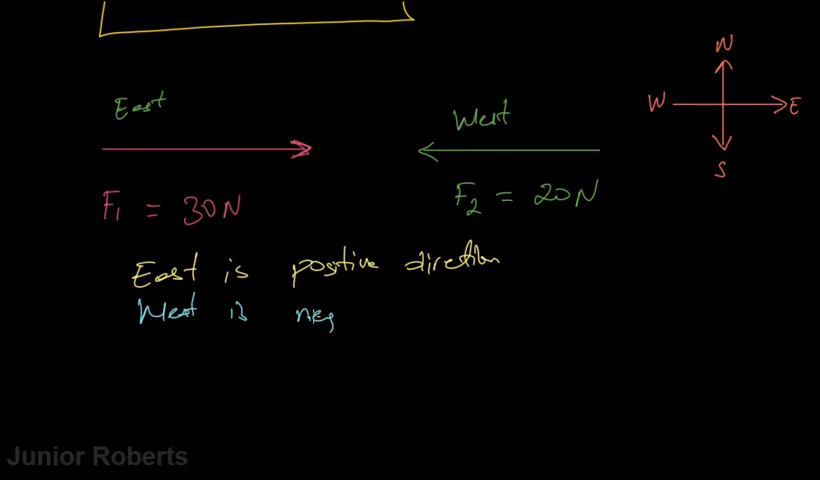 N
East
W E
West
S
F₁ = 30N
F₂ = 20N
East is positive direction
West is neg
Junior Roberts